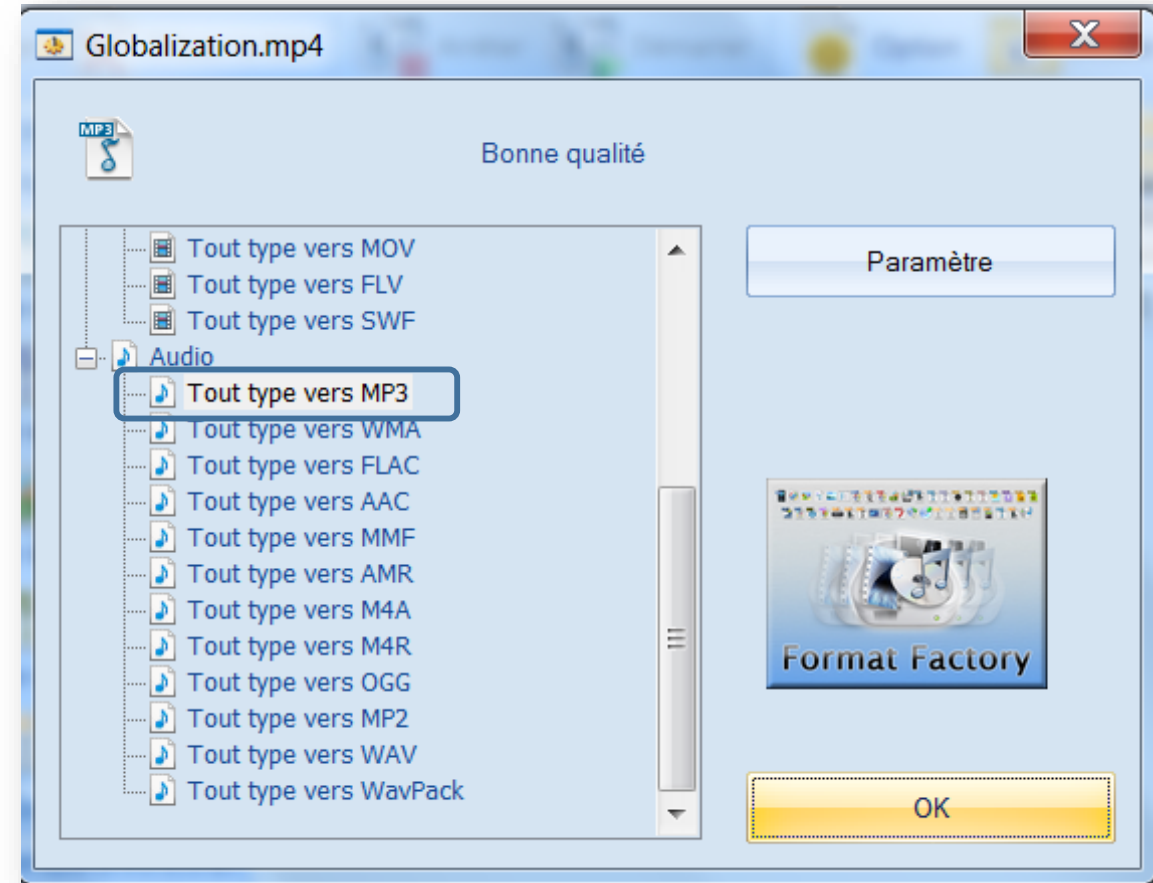 Globalization.mp4
Option
X
MP3
Bonne qualité
Tout type vers MOV
Tout type vers FLV
Tout type vers SWF
Audio
Tout type vers MP3
Tout type vers WMA
Tout type vers FLAC
Tout type vers AAC
Tout type vers MMF
Tout type vers AMR
Tout type vers M4A
Tout type vers M4R
Tout type vers OGG
Tout type vers MP2
Tout type vers WAV
Tout type vers WavPack
Paramètre
Format Factory
OK